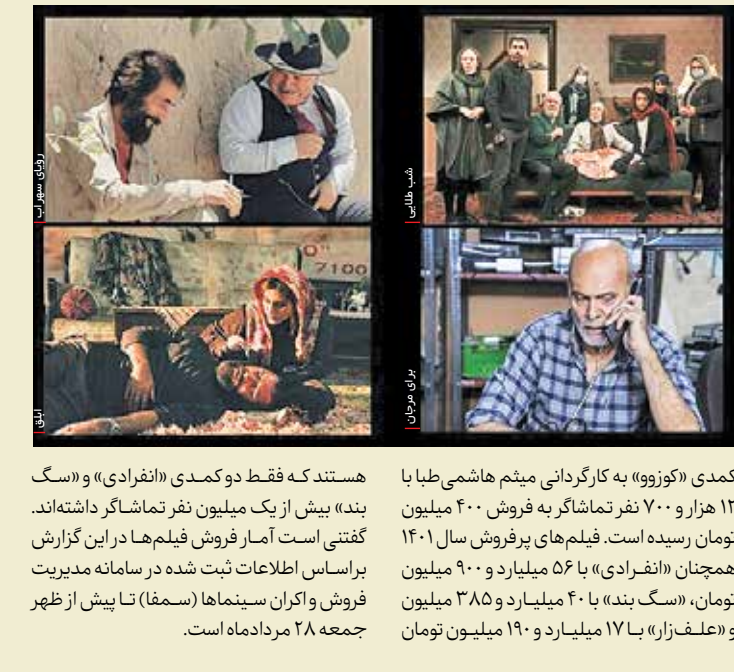 شب طلایی
رؤیای سهراب
برای مرجان
ابلق
7100
کمدی «کوزوو» به کارگردانی میثم هاشمی‌طبا با
۱۲ هزار و ۷۰۰ نفر تماشاگر به فروش ۴۰۰ میلیون
تومان رسیده است. فیلم‌های پرفروش سال ۱۴۰۱
همچنان «انفرادی» با ۵۶ میلیارد و ۹۰۰ میلیون
تومان، «سگ بند» با ۴۰ میلیارد و ۳۸۵ میلیون
و «علف‌زار» با ۱۷ میلیارد و ۱۹۰ میلیون تومان
هستند که فقط دو کمدی «انفرادی» و «سگ
بند» بیش از یک میلیون نفر تماشاگر داشته‌اند.
گفتنی است آمار فروش فیلم‌ها در این گزارش
براساس اطلاعات ثبت شده در سامانه مدیریت
فروش و اکران سینماها (سمفا) تا پیش از ظهر
جمعه ۲۸ مردادماه است.